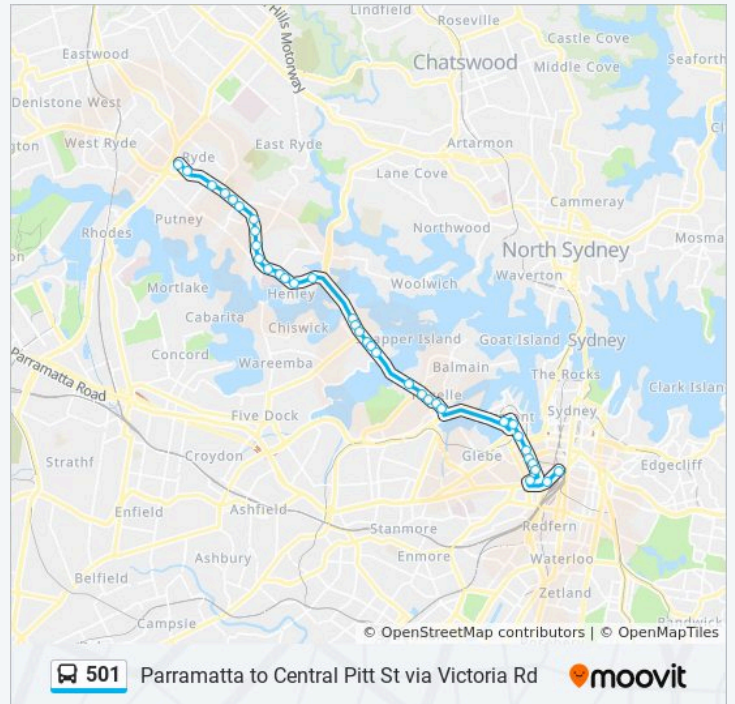 Lindfield
Roseville
Hills Motorway
Castle Cove
Eastwood
Chatswood
Middle Cove
Seaforth
Denistone West
West Ryde
Ryde
East Ryde
Artarmon
Lane Cove
Cammeray
Putney
Northwood
Rhodes
North Sydney
Mosma
Waverton
Mortlake
Henley
Woolwich
Cabarita
Chiswick
apper Island
Goat Island
Sydney
Concord
Wareemba
Balmain
The Rocks
Parramatta Road
Clark Islan
Five Dock
elle
nt
Sydney
Strathf
Croydon
Glebe
Edgecliff
Enfield
Ashfield
Stanmore
Redfern
Ashbury
Enmore
Waterloo
Belfield
Zetland
Campsie
© OpenStreetMap contributors | © OpenMapTiles
501 Parramatta to Central Pitt St via Victoria Rd moovit